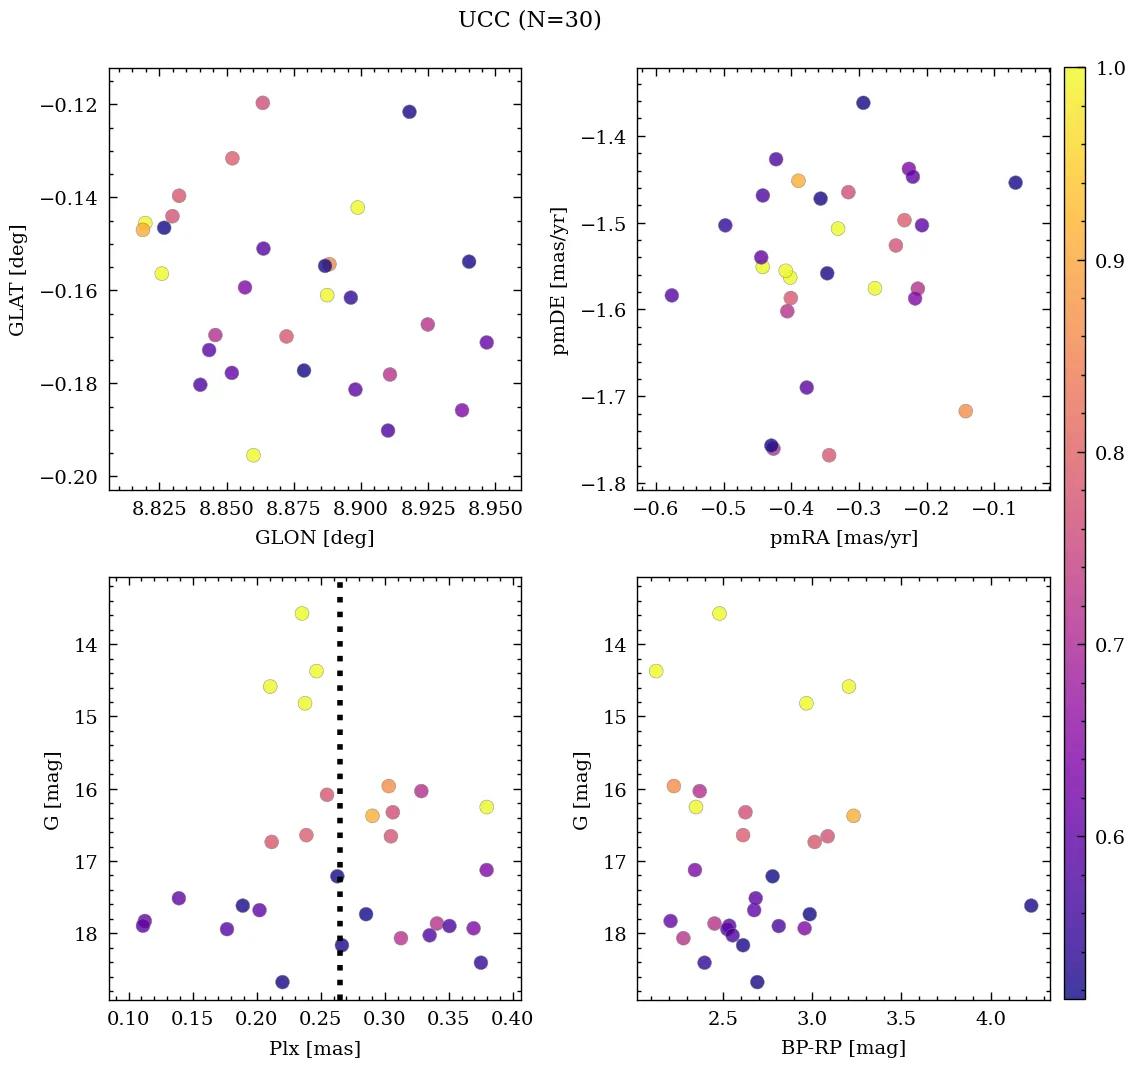 UCC (N=30)
−0.12
−0.14
−0.16
−0.18
−0.20
GLAT [deg]
8.825 8.850 8.875 8.900 8.925 8.950
GLON [deg]
−1.4
−1.5
−1.6
−1.7
−1.8
pmDE [mas/yr]
−0.6 −0.5 −0.4 −0.3 −0.2 −0.1
pmRA [mas/yr]
1.0
0.9
0.8
0.7
0.6
14
15
16
17
18
G [mag]
0.10 0.15 0.20 0.25 0.30 0.35 0.40
Plx [mas]
14
15
16
17
18
G [mag]
2.5 3.0 3.5 4.0
BP-RP [mag]